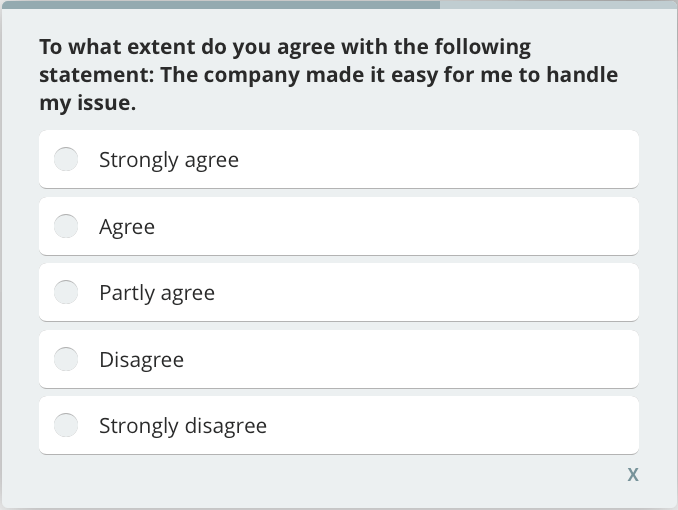 To what extent do you agree with the following
statement: The company made it easy for me to handle
my issue.
Strongly agree
Agree
Partly agree
Disagree
Strongly disagree
X